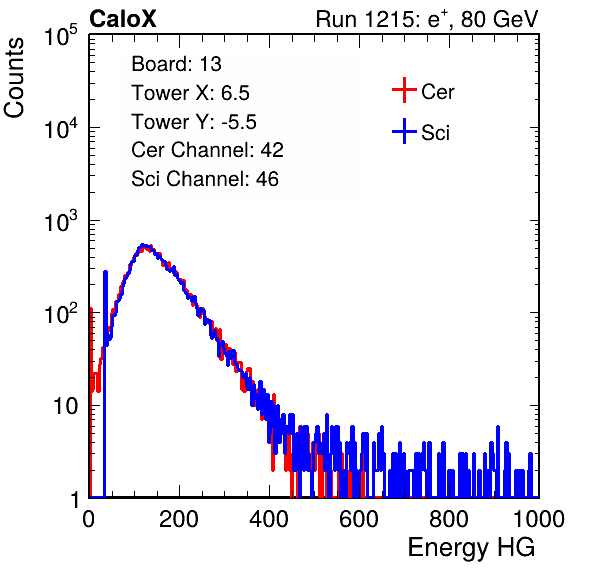 CaloX Run 1215: e⁺, 80 GeV
Board: 13
Tower X: 6.5
Tower Y: -5.5
Cer Channel: 42
Sci Channel: 46
Cer
Sci
Counts
10⁵
10⁴
10³
10²
10
1
0 200 400 600 800 1000
Energy HG